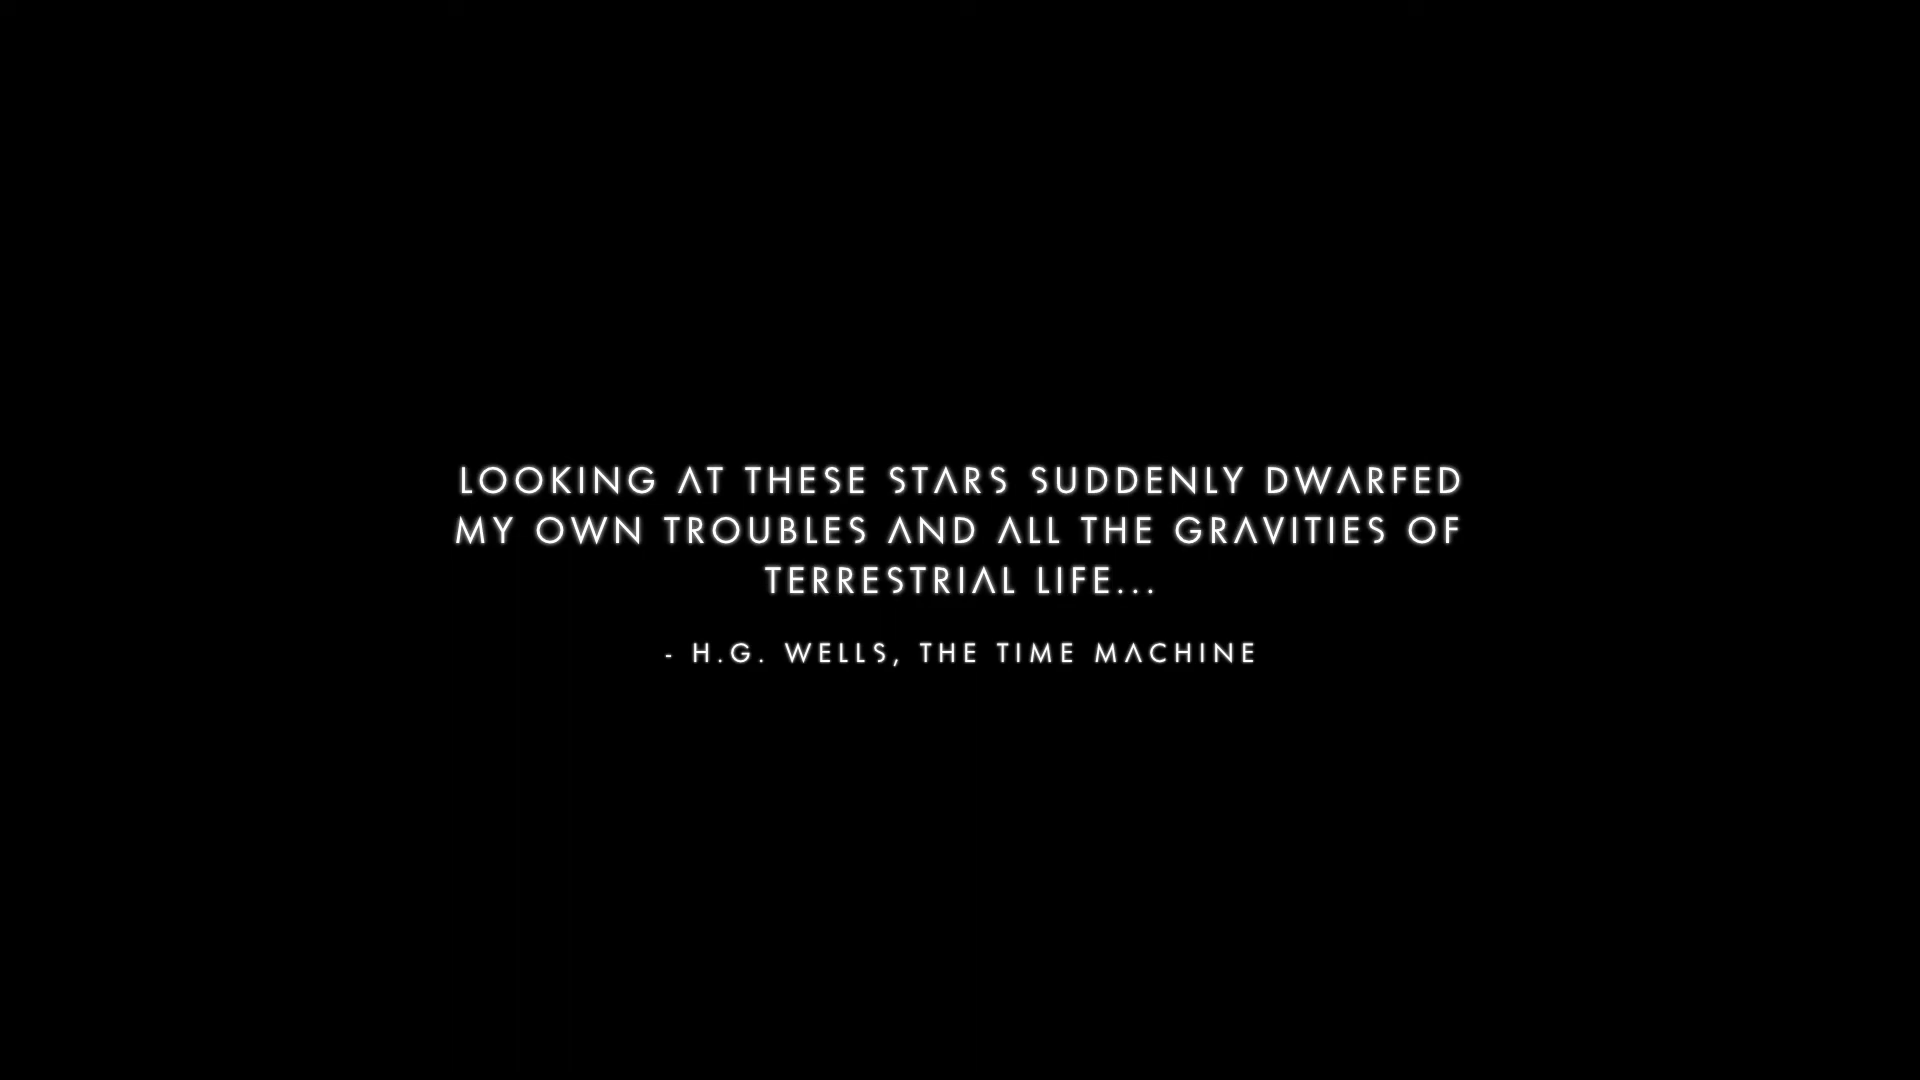 LOOKING AT THESE STARS SUDDENLY DWARFED
MY OWN TROUBLES AND ALL THE GRAVITIES OF
TERRESTRIAL LIFE...
- H.G. WELLS, THE TIME MACHINE